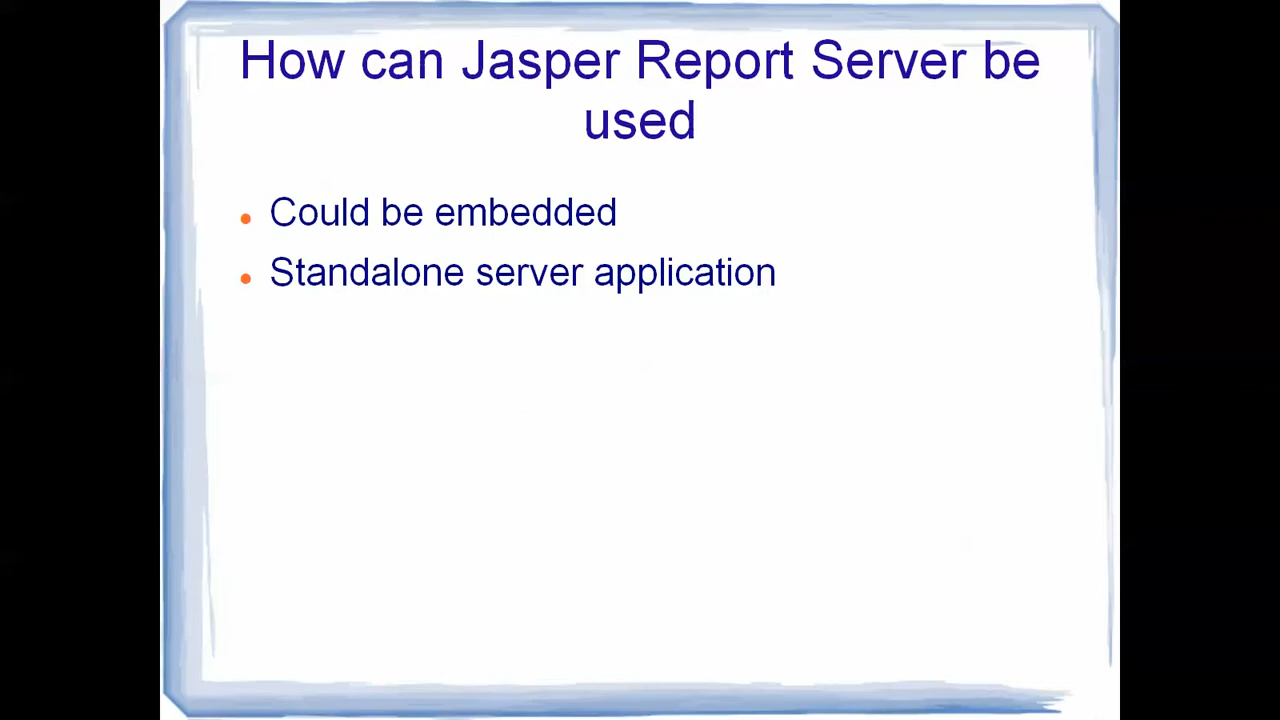 How can Jasper Report Server be
used
Could be embedded
Standalone server application